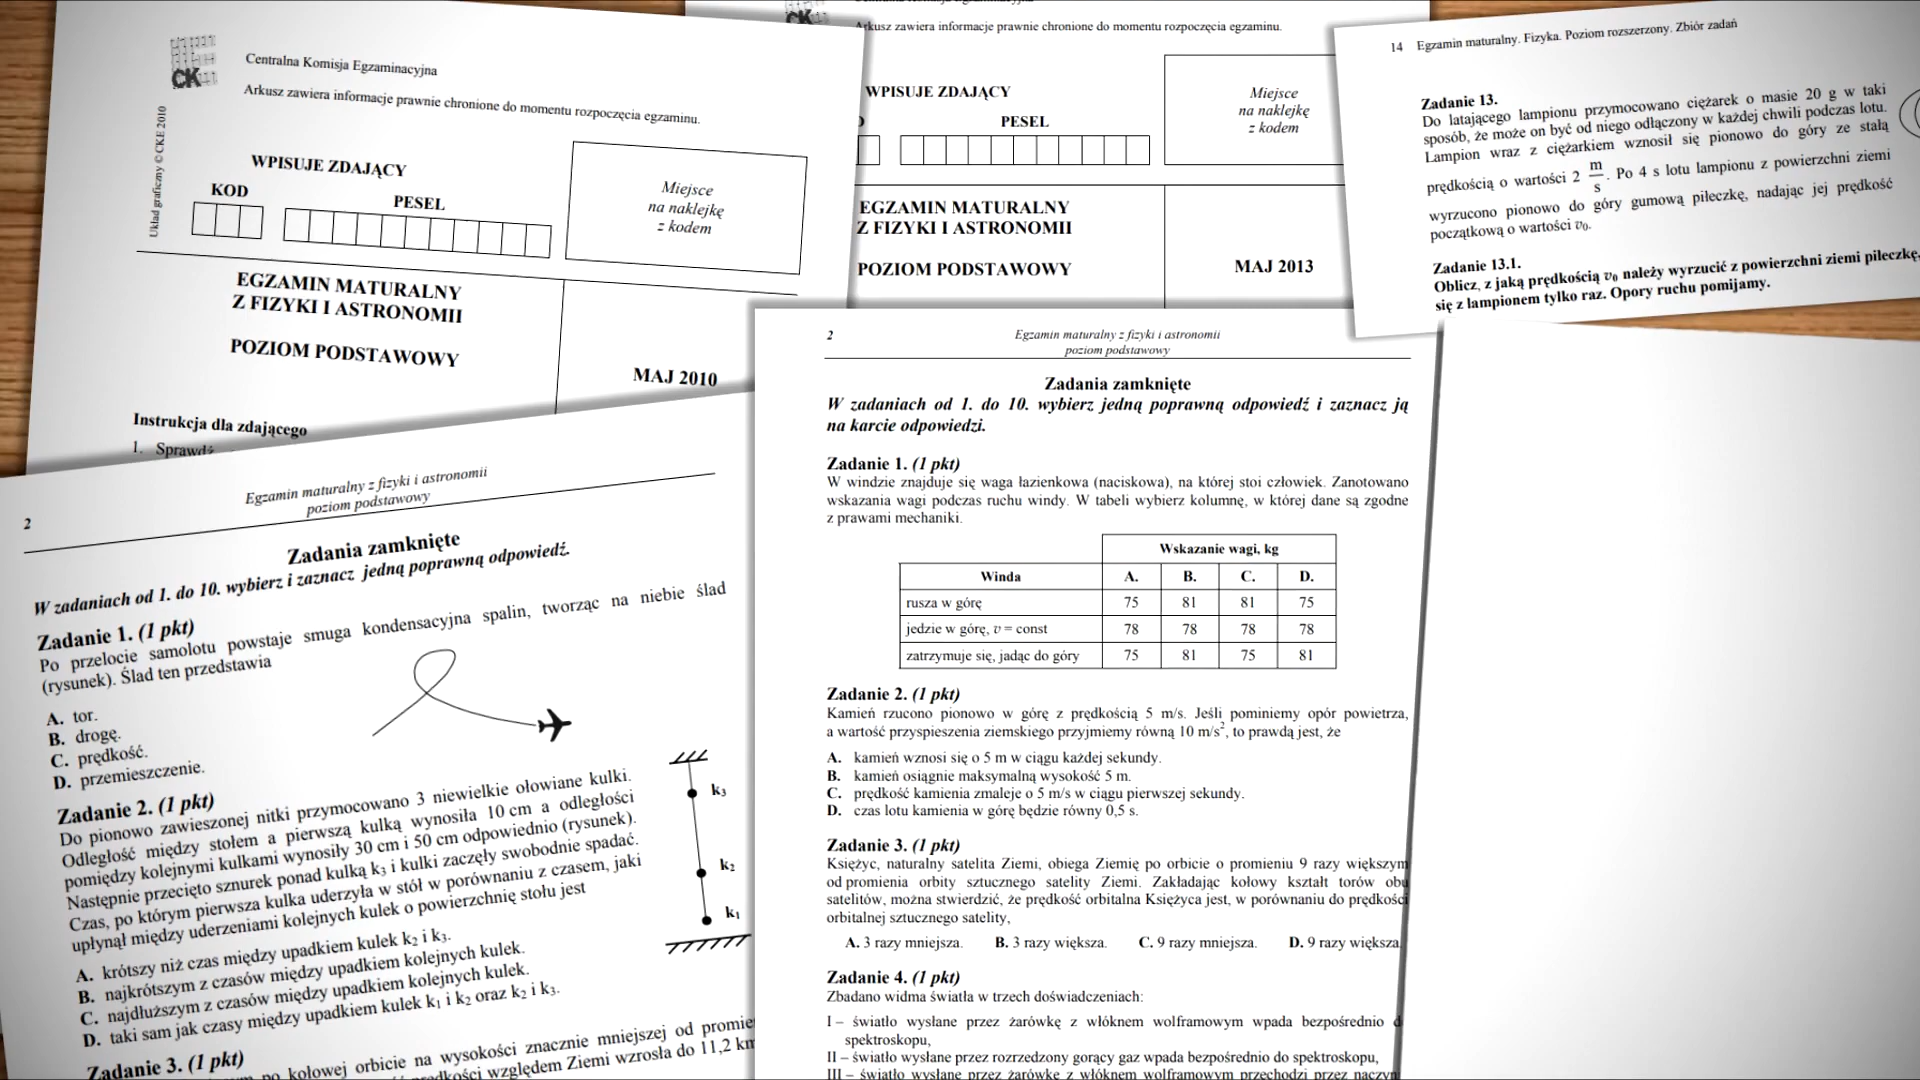 CK
Centralna Komisja Egzaminacyjna
Arkusz zawiera informacje prawnie chronione do momentu rozpoczęcia egzaminu.
Układ graficzny © CKE 2010
WPISUJE ZDAJĄCY
KOD
PESEL
Miejsce
na naklejkę
z kodem
EGZAMIN MATURALNY
Z FIZYKI I ASTRONOMII
POZIOM PODSTAWOWY
MAJ 2010
Instrukcja dla zdającego
1. Sprawdź
Arkusz zawiera informacje prawnie chronione do momentu rozpoczęcia egzaminu.
WPISUJE ZDAJĄCY
PESEL
Miejsce
na naklejkę
z kodem
EGZAMIN MATURALNY
Z FIZYKI I ASTRONOMII
POZIOM PODSTAWOWY
MAJ 2013
14 Egzamin maturalny. Fizyka. Poziom rozszerzony. Zbiór zadań
Zadanie 13.
Do latającego lampionu przymocowano ciężarek o masie 20 g w taki
sposób, że może on być od niego odłączony w każdej chwili podczas lotu.
Lampion wraz z ciężarkiem wznosił się pionowo do góry ze stałą
prędkością o wartości 2 m/s. Po 4 s lotu lampionu z powierzchni ziemi
wyrzucono pionowo do góry gumową piłeczkę, nadając jej prędkość
początkową o wartości v₀.
Zadanie 13.1.
Oblicz, z jaką prędkością v₀ należy wyrzucić z powierzchni ziemi piłeczkę,
się z lampionem tylko raz. Opory ruchu pomijamy.
2
Egzamin maturalny z fizyki i astronomii
poziom podstawowy
Zadania zamknięte
W zadaniach od 1. do 10. wybierz i zaznacz jedną poprawną odpowiedź.
Zadanie 1. (1 pkt)
Po przelocie samolotu powstaje smuga kondensacyjna spalin, tworząc na niebie ślad
(rysunek). Ślad ten przedstawia
A. tor.
B. drogę.
C. prędkość.
D. przemieszczenie.
Zadanie 2. (1 pkt)
Do pionowo zawieszonej nitki przymocowano 3 niewielkie ołowiane kulki.
Odległość między stołem a pierwszą kulką wynosiła 10 cm a odległości
pomiędzy kolejnymi kulkami wynosiły 30 cm i 50 cm odpowiednio (rysunek).
Następnie przecięto sznurek ponad kulką k₃ i kulki zaczęły swobodnie spadać.
Czas, po którym pierwsza kulka uderzyła w stół w porównaniu z czasem, jaki
upłynął między uderzeniami kolejnych kulek o powierzchnię stołu jest
A. krótszy niż czas między upadkiem kulek k₂ i k₃.
B. najkrótszym z czasów między upadkiem kolejnych kulek.
C. najdłuższym z czasów między upadkiem kolejnych kulek.
D. taki sam jak czasy między upadkiem kulek k₁ i k₂ oraz k₂ i k₃.
k₃
k₂
k₁
Zadanie 3. (1 pkt)
po kołowej orbicie na wysokości znacznie mniejszej od
względem Ziemi wzrosła do 11,2
2
Egzamin maturalny z fizyki i astronomii
poziom podstawowy
Zadania zamknięte
W zadaniach od 1. do 10. wybierz jedną poprawną odpowiedź i zaznacz ją
na karcie odpowiedzi.
Zadanie 1. (1 pkt)
W windzie znajduje się waga łazienkowa (naciskowa), na której stoi człowiek. Zanotowano
wskazania wagi podczas ruchu windy. W tabeli wybierz kolumnę, w której dane są zgodne
z prawami mechaniki.
Wskazanie wagi, kg
Winda A. B. C. D.
rusza w górę 75 81 81 75
jedzie w górę, v = const 78 78 78 78
zatrzymuje się, jadąc do góry 75 81 75 81
Zadanie 2. (1 pkt)
Kamień rzucono pionowo w górę z prędkością 5 m/s. Jeśli pominiemy opór powietrza,
a wartość przyspieszenia ziemskiego przyjmiemy równą 10 m/s², to prawdą jest, że
A. kamień wznosi się o 5 m w ciągu każdej sekundy.
B. kamień osiągnie maksymalną wysokość 5 m.
C. prędkość kamienia zmaleje o 5 m/s w ciągu pierwszej sekundy.
D. czas lotu kamienia w górę będzie równy 0,5 s.
Zadanie 3. (1 pkt)
Księżyc, naturalny satelita Ziemi, obiega Ziemię po orbicie o promieniu 9 razy większym
od promienia orbity sztucznego satelity Ziemi. Zakładając kołowy kształt torów obu
satelitów, można stwierdzić, że prędkość orbitalna Księżyca jest, w porównaniu do prędkości
orbitalnej sztucznego satelity,
A. 3 razy mniejsza. B. 3 razy większa. C. 9 razy mniejsza. D. 9 razy większa.
Zadanie 4. (1 pkt)
Zbadano widma światła w trzech doświadczeniach:
I – światło wysłane przez żarówkę z włóknem wolframowym wpada bezpośrednio d
spektroskopu,
II – światło wysłane przez rozrzedzony gorący gaz wpada bezpośrednio do spektroskopu,
III – światło wysłane przez żarówkę z włóknem wolframowym przechodzi przez